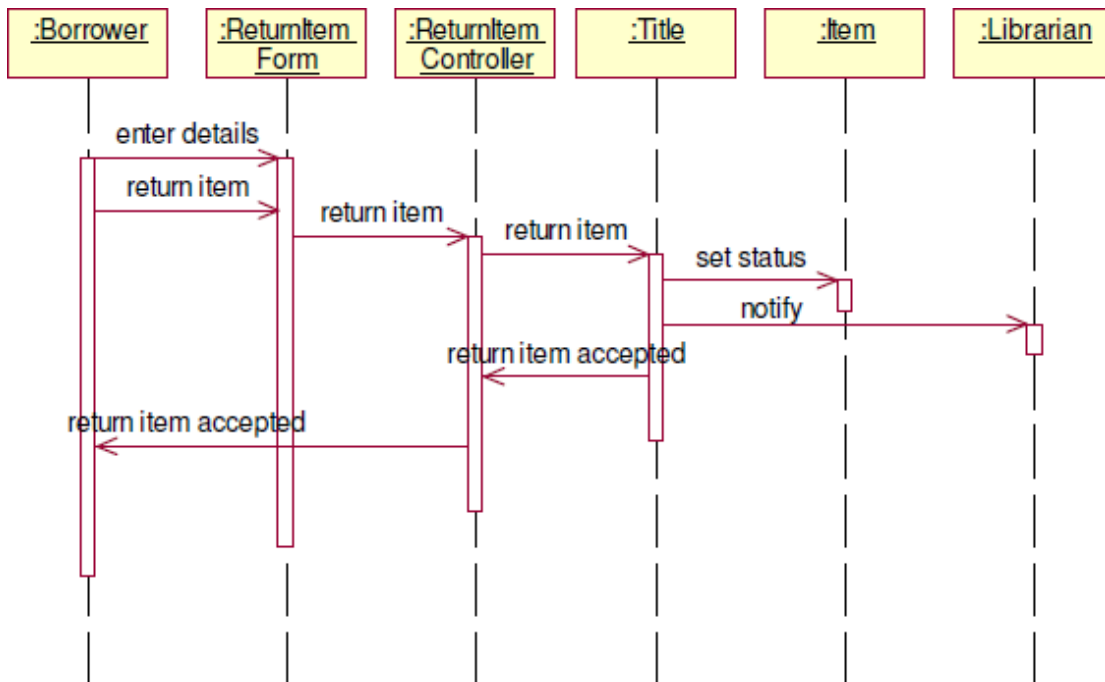 :Borrower
:ReturnItem
Form
:ReturnItem
Controller
:Title
:Item
:Librarian
enter details
return item
return item
return item
set status
notify
return item accepted
return item accepted